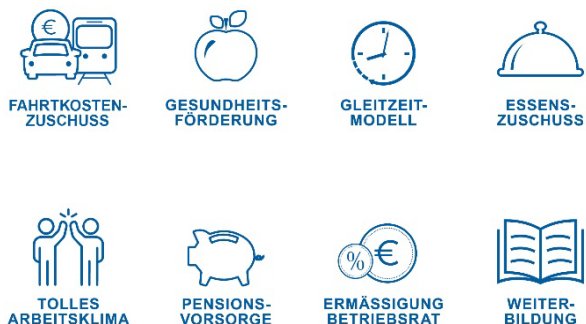 €
FAHRTKOSTEN-
ZUSCHUSS
GESUNDHEITS-
FÖRDERUNG
GLEITZEIT-
MODELL
ESSENS-
ZUSCHUSS
TOLLES
ARBEITSKLIMA
PENSIONS-
VORSORGE
% €
ERMÄSSIGUNG
BETRIEBSRAT
WEITER-
BILDUNG